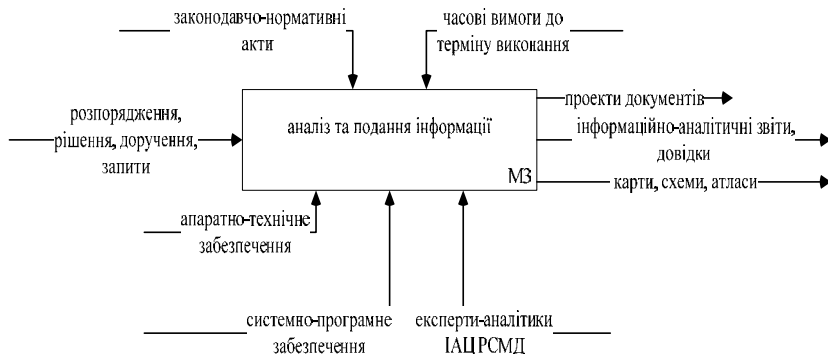 законодавчо-нормативні
акти
часові вимоги до
терміну виконання
розпорядження,
рішення, доручення,
запити
аналіз та подання інформації
М3
проекти документів
інформаційно-аналітичні звіти,
довідки
карти, схеми, атласи
апаратно-технічне
забезпечення
системно-програмне
забезпечення
експерти-аналітики
ІАЦ РСМД